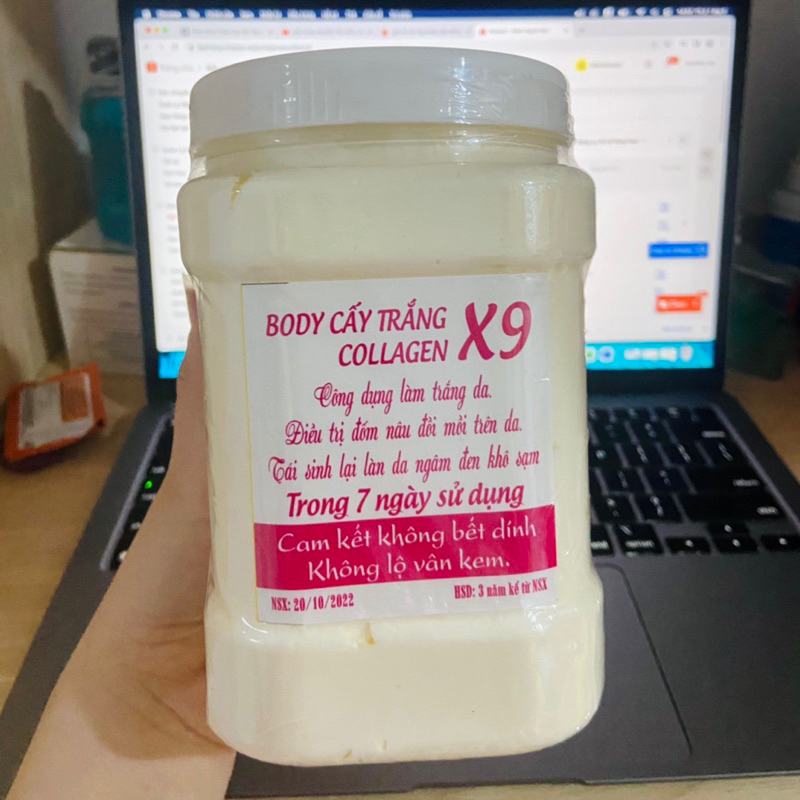 BODY CẤY TRẮNG
COLLAGEN X9
Công dụng làm trắng da.
Điều trị đốm nâu đồi mồi trên da.
Tái sinh lại làn da ngăm đen khô sạm
Trong 7 ngày sử dụng
Cam kết không bết dính
Không lộ vân kem.
NSX: 20/10/2022
HSD: 3 năm kể từ NSX